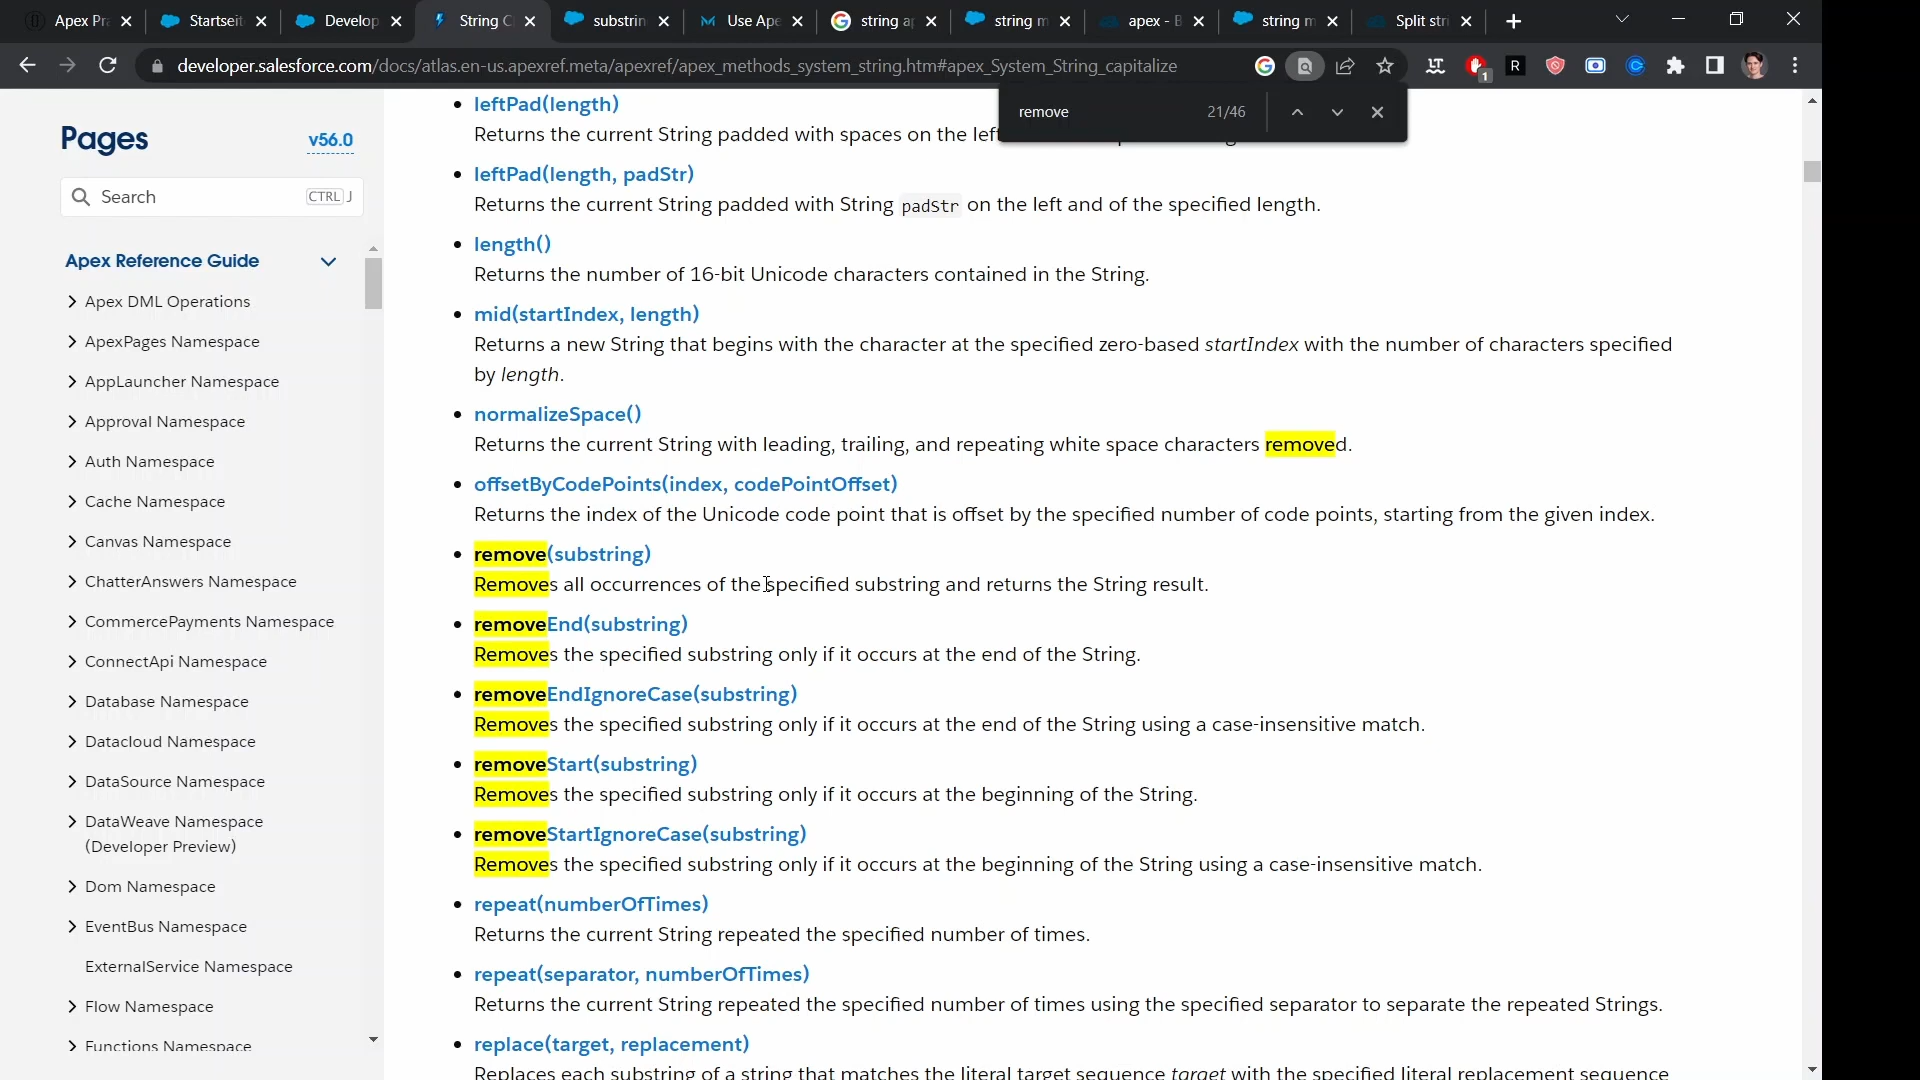 Apex Pra
Startseit
Develop
String C
substrin
Use Ape
string ap
string m
apex - B
string m
Split stri
developer.salesforce.com/docs/atlas.en-us.apexref.meta/apexref/apex_methods_system_string.htm#apex_System_String_capitalize
1
remove
21/46
Pages
v56.0
Search
CTRL J
Apex Reference Guide
Apex DML Operations
ApexPages Namespace
AppLauncher Namespace
Approval Namespace
Auth Namespace
Cache Namespace
Canvas Namespace
ChatterAnswers Namespace
CommercePayments Namespace
ConnectApi Namespace
Database Namespace
Datacloud Namespace
DataSource Namespace
DataWeave Namespace
(Developer Preview)
Dom Namespace
EventBus Namespace
ExternalService Namespace
Flow Namespace
Functions Namespace
leftPad(length)
Returns the current String padded with spaces on the left
leftPad(length, padStr)
Returns the current String padded with String padStr on the left and of the specified length.
length()
Returns the number of 16-bit Unicode characters contained in the String.
mid(startIndex, length)
Returns a new String that begins with the character at the specified zero-based startIndex with the number of characters specified
by length.
normalizeSpace()
Returns the current String with leading, trailing, and repeating white space characters removed.
offsetByCodePoints(index, codePointOffset)
Returns the index of the Unicode code point that is offset by the specified number of code points, starting from the given index.
remove(substring)
Removes all occurrences of the specified substring and returns the String result.
removeEnd(substring)
Removes the specified substring only if it occurs at the end of the String.
removeEndIgnoreCase(substring)
Removes the specified substring only if it occurs at the end of the String using a case-insensitive match.
removeStart(substring)
Removes the specified substring only if it occurs at the beginning of the String.
removeStartIgnoreCase(substring)
Removes the specified substring only if it occurs at the beginning of the String using a case-insensitive match.
repeat(numberOfTimes)
Returns the current String repeated the specified number of times.
repeat(separator, numberOfTimes)
Returns the current String repeated the specified number of times using the specified separator to separate the repeated Strings.
replace(target, replacement)
Replaces each substring of a string that matches the literal target sequence target with the specified literal replacement sequence